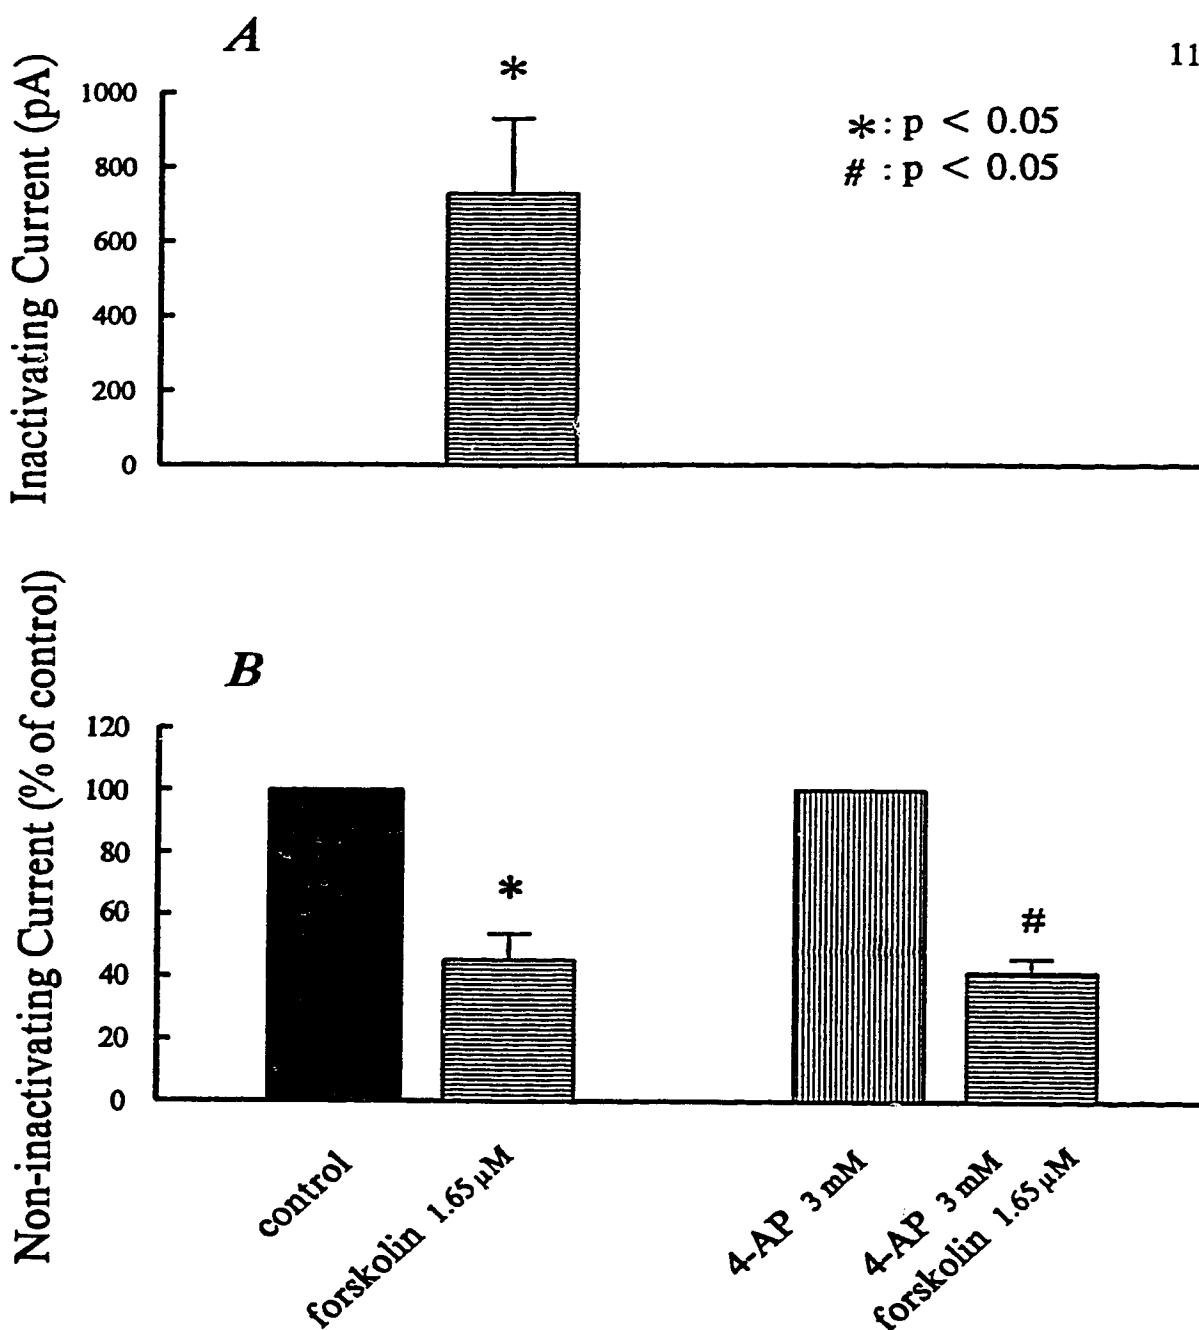 A
11
Inactivating Current (pA)
1000
800
600
400
200
0
*
*: p < 0.05
# : p < 0.05
B
Non-inactivating Current (% of control)
120
100
80
60
40
20
0
*
#
control
forskolin 1.65 µM
4-AP 3 mM
4-AP 3 mM
forskolin 1.65 µM